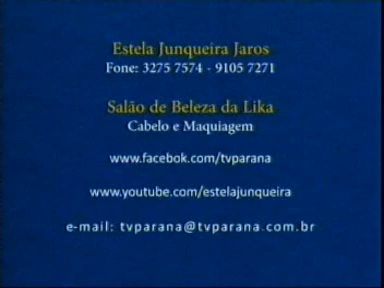 Estela Junqueira Jaros
Fone: 3275 7574 - 9105 7271
Salão de Beleza da Lika
Cabelo e Maquiagem
www.facebok.com/tvparana
www.youtube.com/estelajunqueira
e-mail: tvparana@tvparana.com.br